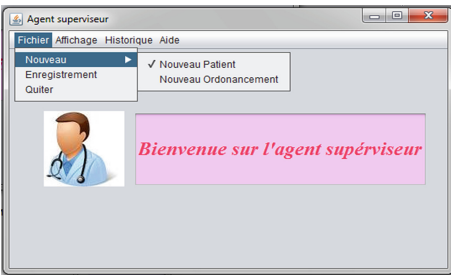 Agent superviseur
Fichier Affichage Historique Aide
Nouveau
Nouveau Patient
Nouveau Ordonancement
Enregistrement
Quiter
Bienvenue sur l'agent supérviseur